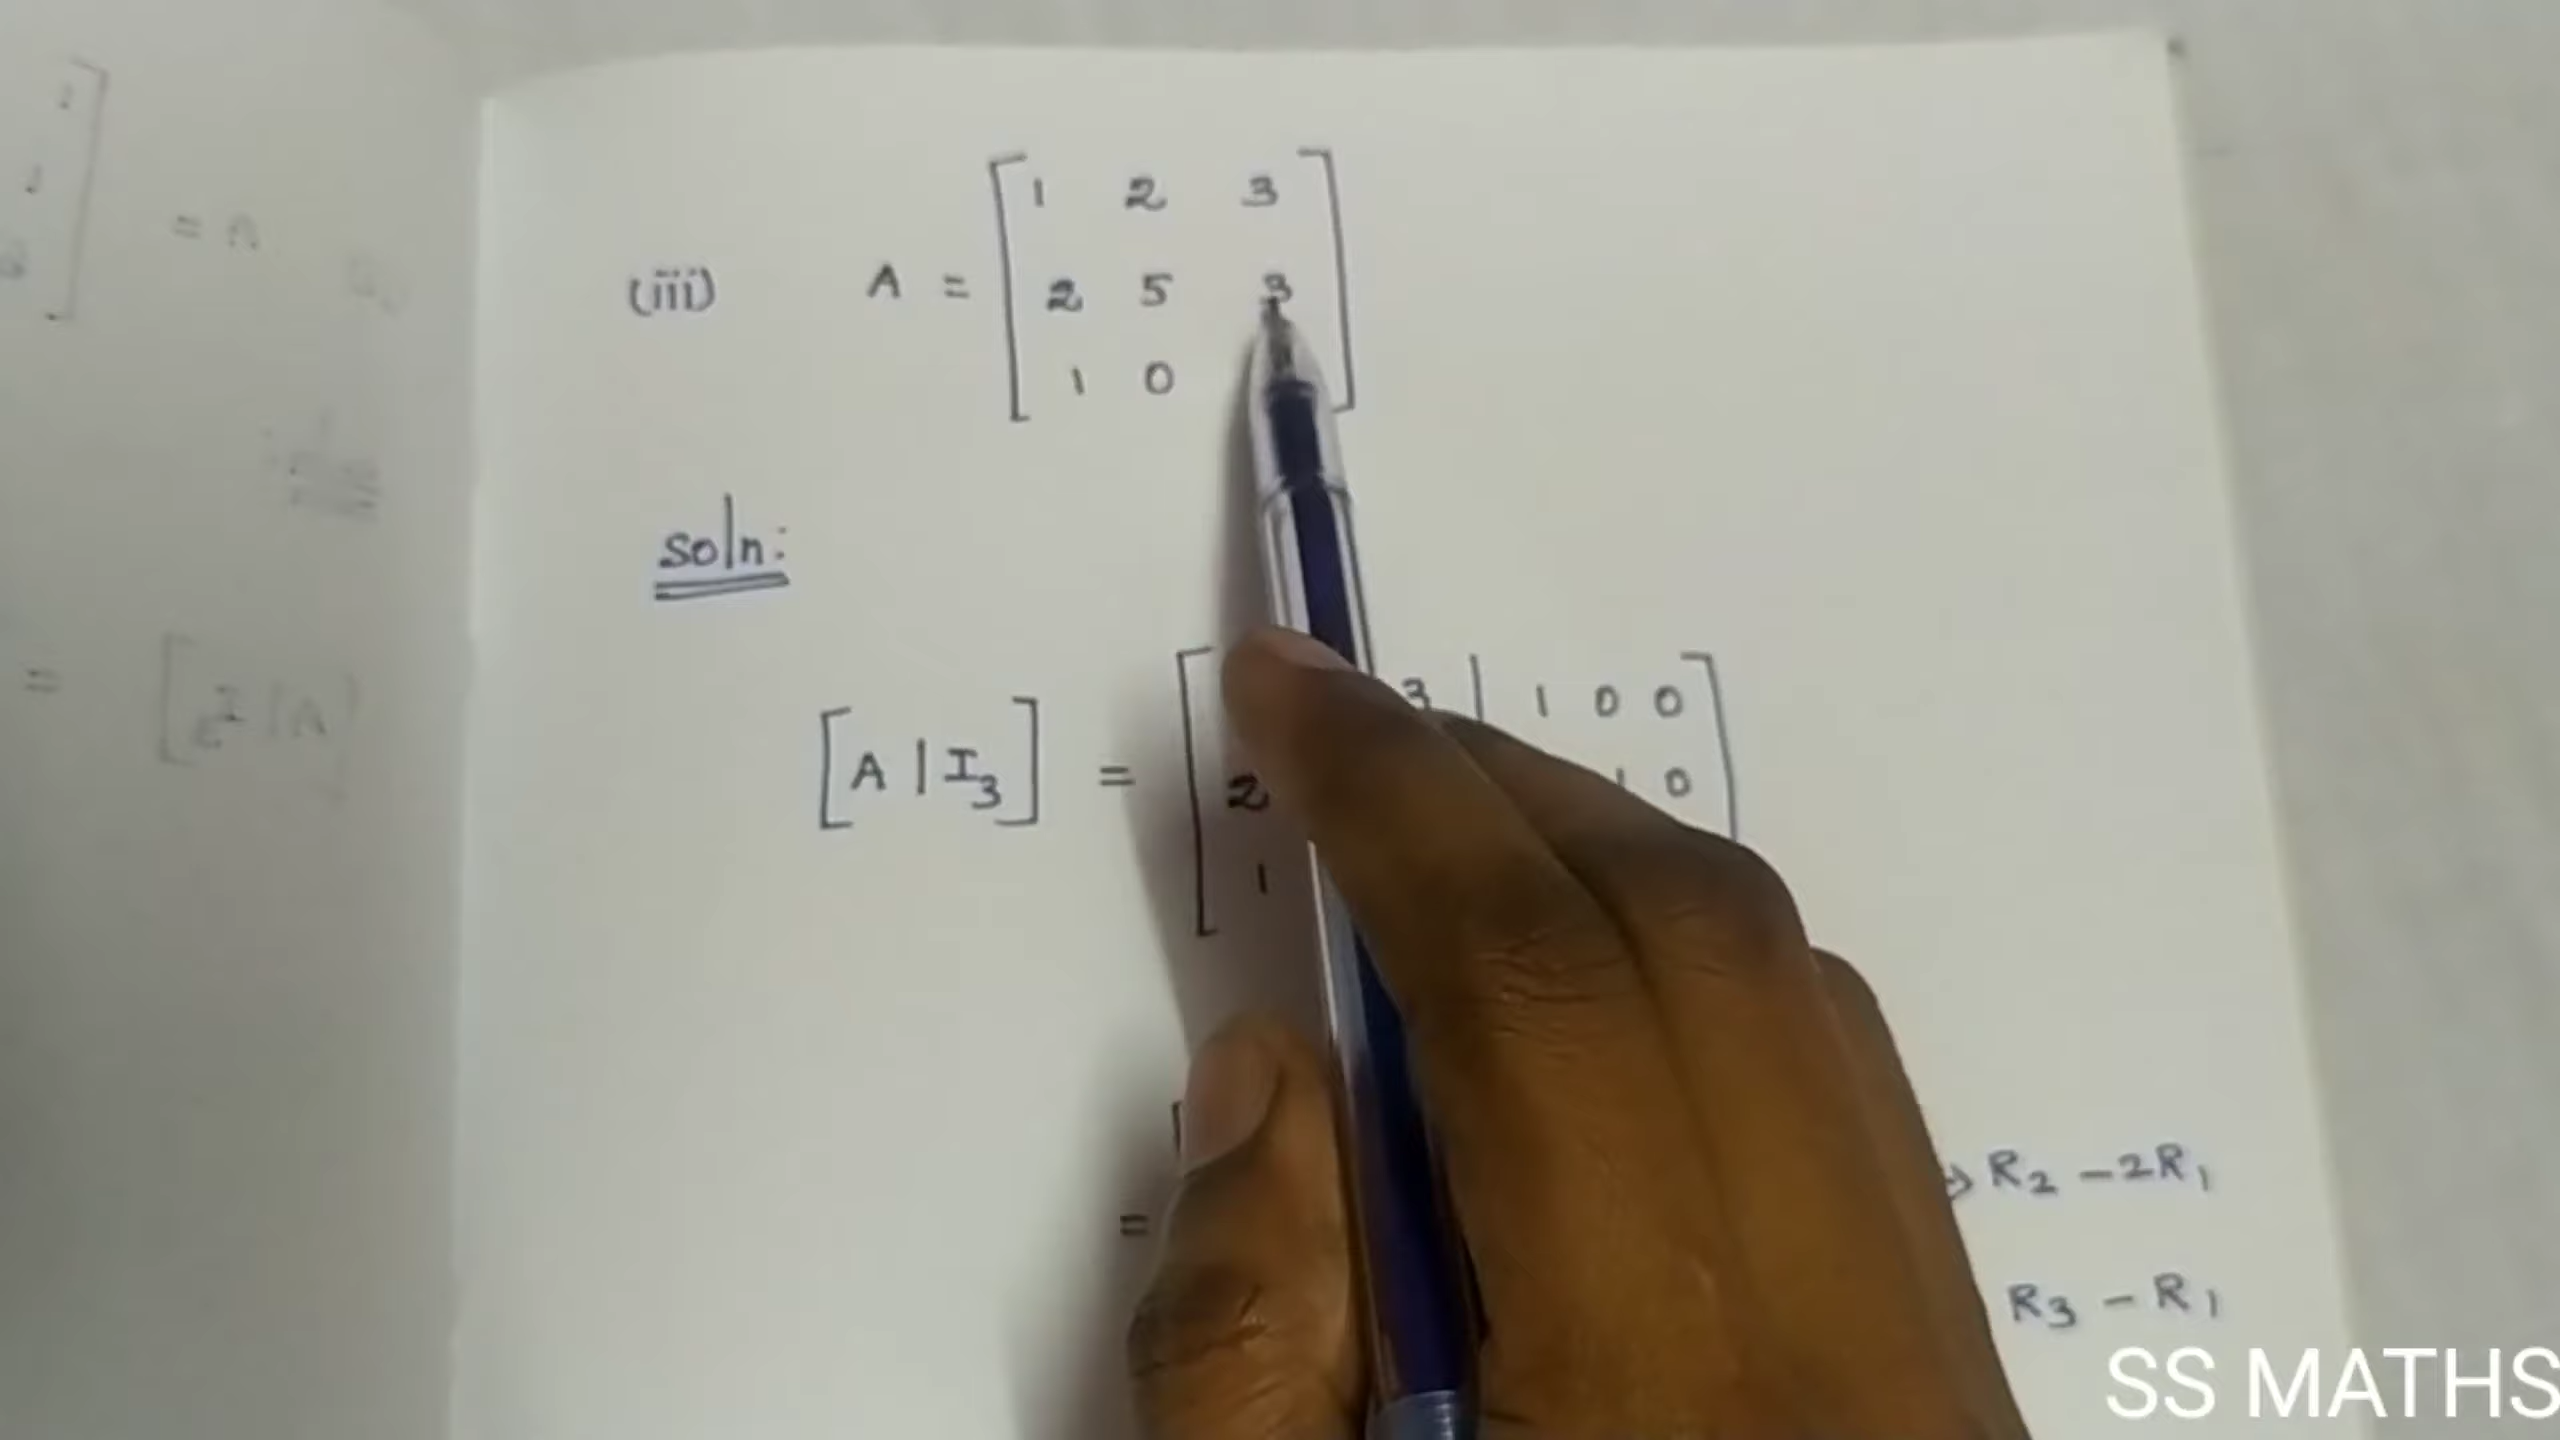 (iii) A = [ 1 2 3
2 5 3
1 0 ]
soln:
[A | I₃] = [ 3 | 1 0 0
2 1 0
1
=
→ R₂ - 2R₁
R₃ - R₁
SS MATHS